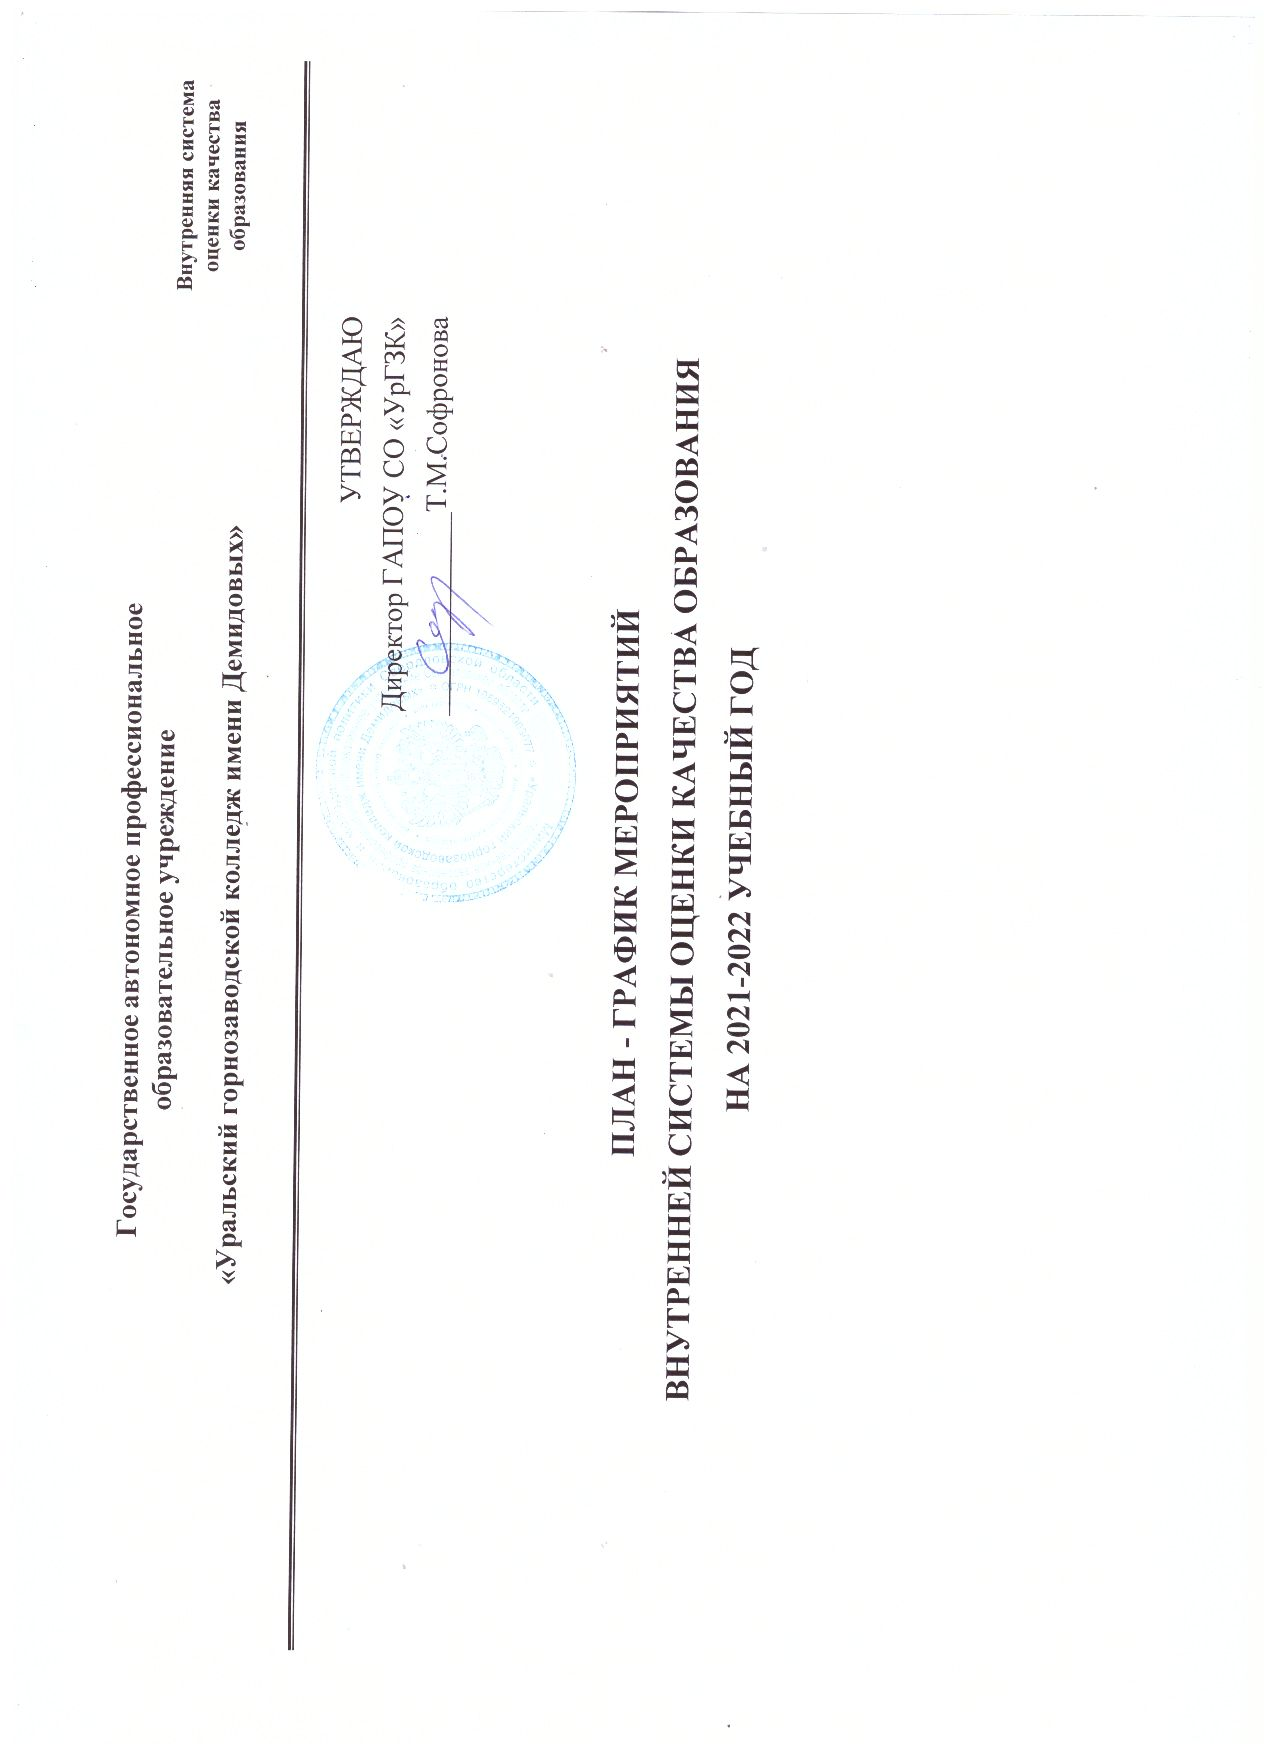 Государственное автономное профессиональное
образовательное учреждение
«Уральский горнозаводской колледж имени Демидовых»
Внутренняя система
оценки качества
образования
УТВЕРЖДАЮ
Директор ГАПОУ СО «УрГЗК»
Т.М.Софронова
ПЛАН - ГРАФИК МЕРОПРИЯТИЙ
ВНУТРЕННЕЙ СИСТЕМЫ ОЦЕНКИ КАЧЕСТВА ОБРАЗОВАНИЯ
НА 2021-2022 УЧЕБНЫЙ ГОД